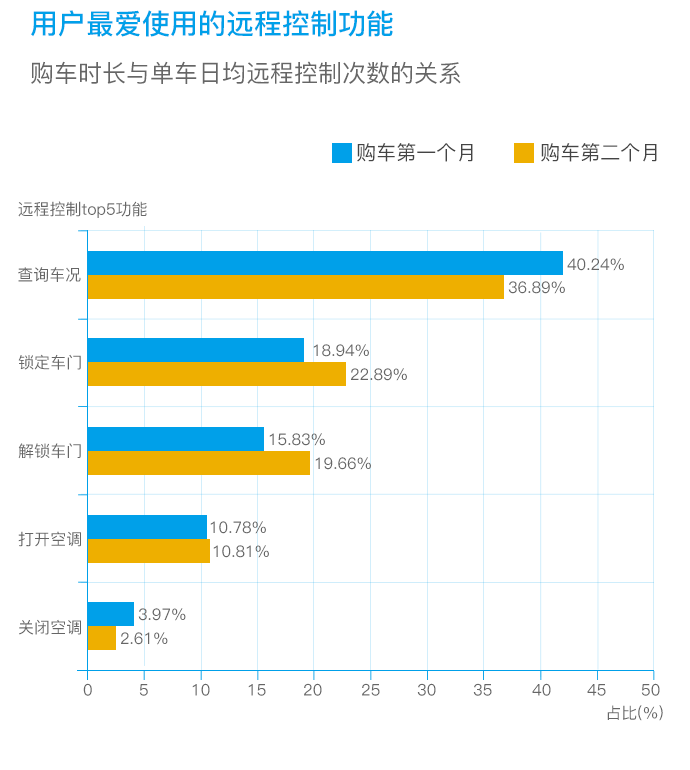 用户最爱使用的远程控制功能
购车时长与单车日均远程控制次数的关系
购车第一个月 购车第二个月
远程控制top5功能
查询车况
40.24%
36.89%
锁定车门
18.94%
22.89%
解锁车门
15.83%
19.66%
打开空调
10.78%
10.81%
关闭空调
3.97%
2.61%
0 5 10 15 20 25 30 35 40 45 50
占比(%)